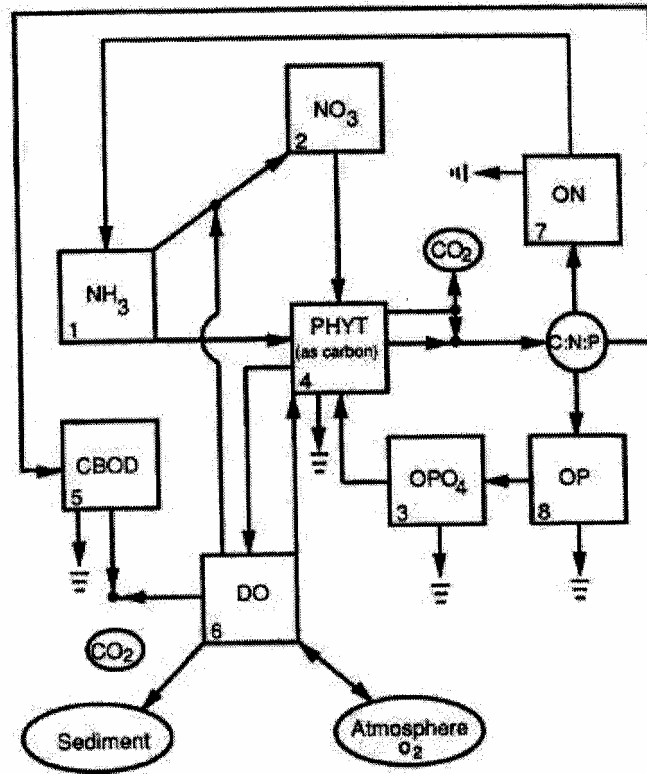 NO3
2
ON
7
CO2
NH3
1
PHYT
(as carbon)
4
C:N:P
CBOD
5
OPO4
3
OP
8
DO
6
CO2
Sediment
Atmosphere
O2